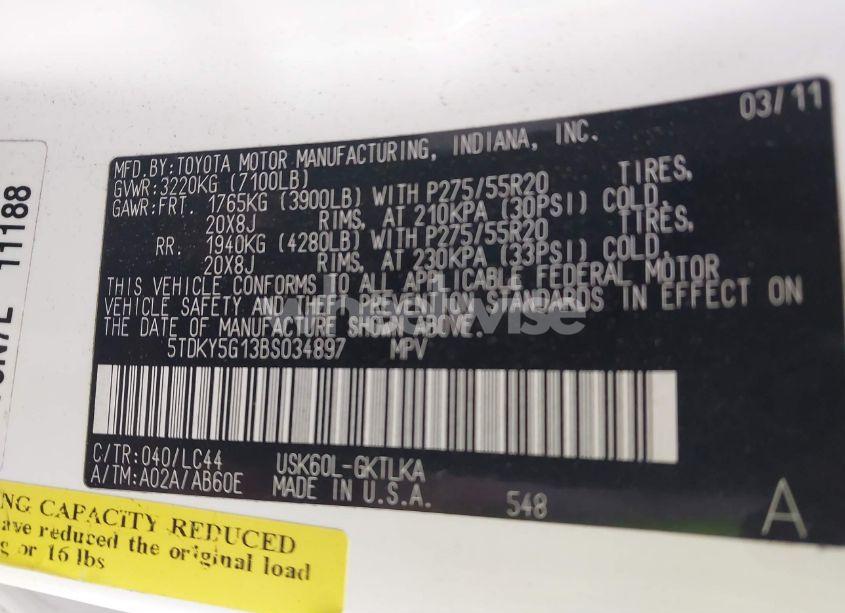 03/11
MFD.BY:TOYOTA MOTOR MANUFACTURING, INDIANA, INC.
GVWR:3220KG (7100LB)
GAWR:FRT. 1765KG (3900LB) WITH P275/55R20 TIRES,
20X8J RIMS, AT 210KPA (30PSI) COLD.
RR. 1940KG (4280LB) WITH P275/55R20 TIRES,
20X8J RIMS, AT 230KPA (33PSI) COLD.
THIS VEHICLE CONFORMS TO ALL APPLICABLE FEDERAL MOTOR
VEHICLE SAFETY AND THEFT PREVENTION STANDARDS IN EFFECT ON
THE DATE OF MANUFACTURE SHOWN ABOVE.
5TDKY5G13BS034897 MPV
C/TR:040/LC44 USK60L-GKTLKA
A/TM:A02A/AB60E MADE IN U.S.A. 548
A
11188
NG CAPACITY REDUCED
ave reduced the original load
g or 16 lbs